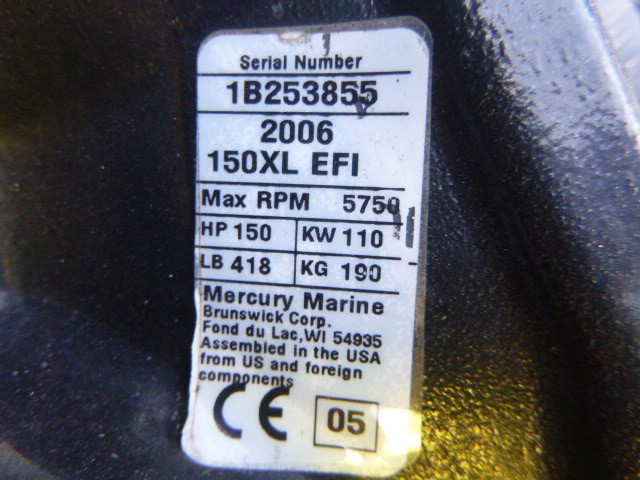 Serial Number
1B253855
2006
150XL EFI
Max RPM 5750
HP 150 KW 110
LB 418 KG 190
Mercury Marine
Brunswick Corp.
Fond du Lac,WI 54935
Assembled in the USA
from US and foreign
components
CE 05